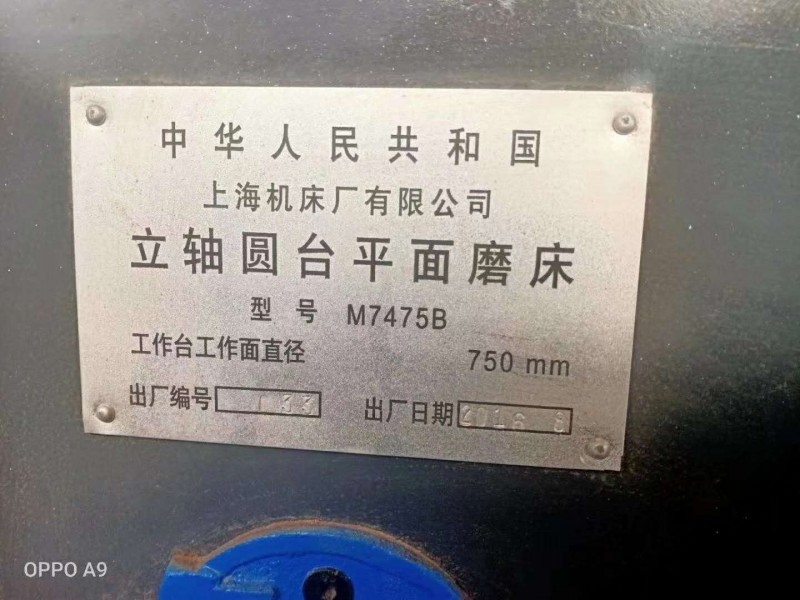 中华人民共和国
上海机床厂有限公司
立轴圆台平面磨床
型号 M7475B
工作台工作面直径 750 mm
出厂编号 出厂日期 2016
OPPO A9